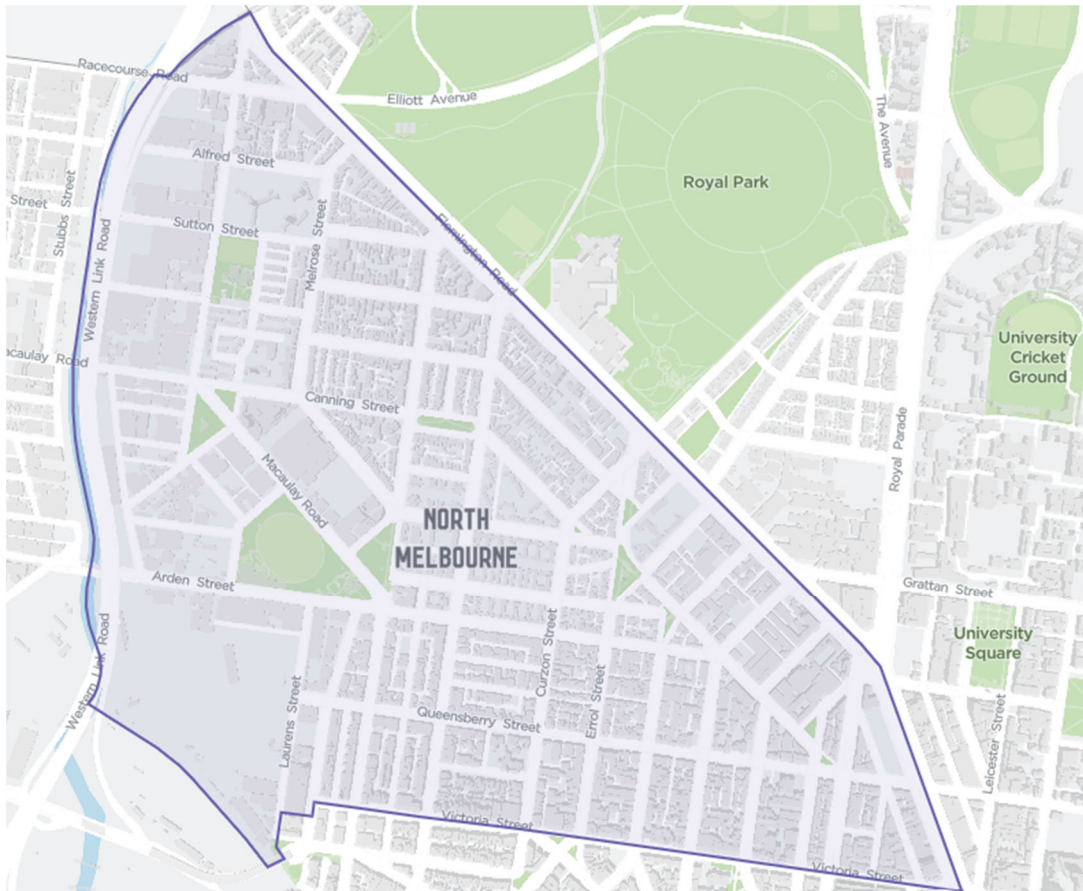 Racecourse Road
Elliott Avenue
The Avenue
Alfred Street
Royal Park
Stubbs Street
Street
Sutton Street
Melrose Street
Flemington Road
Western Link Road
University
Cricket
Ground
acaulay Road
Canning Street
Royal Parade
Macaulay Road
NORTH
MELBOURNE
Arden Street
Grattan Street
University
Square
Western Link Road
Curzon Street
Errol Street
Laurens Street
Queensberry Street
Leicester Street
Victoria Street
Victoria Street